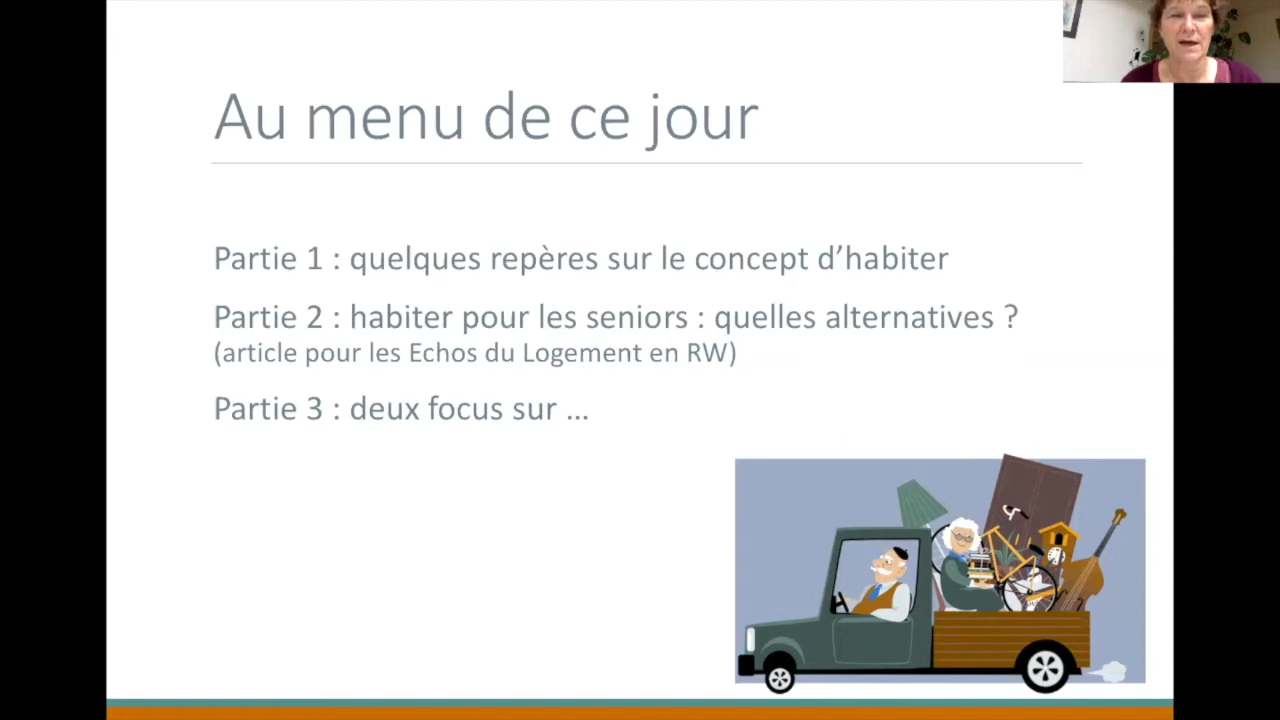 Au menu de ce jour
Partie 1 : quelques repères sur le concept d’habiter
Partie 2 : habiter pour les seniors : quelles alternatives ?
(article pour les Echos du Logement en RW)
Partie 3 : deux focus sur …